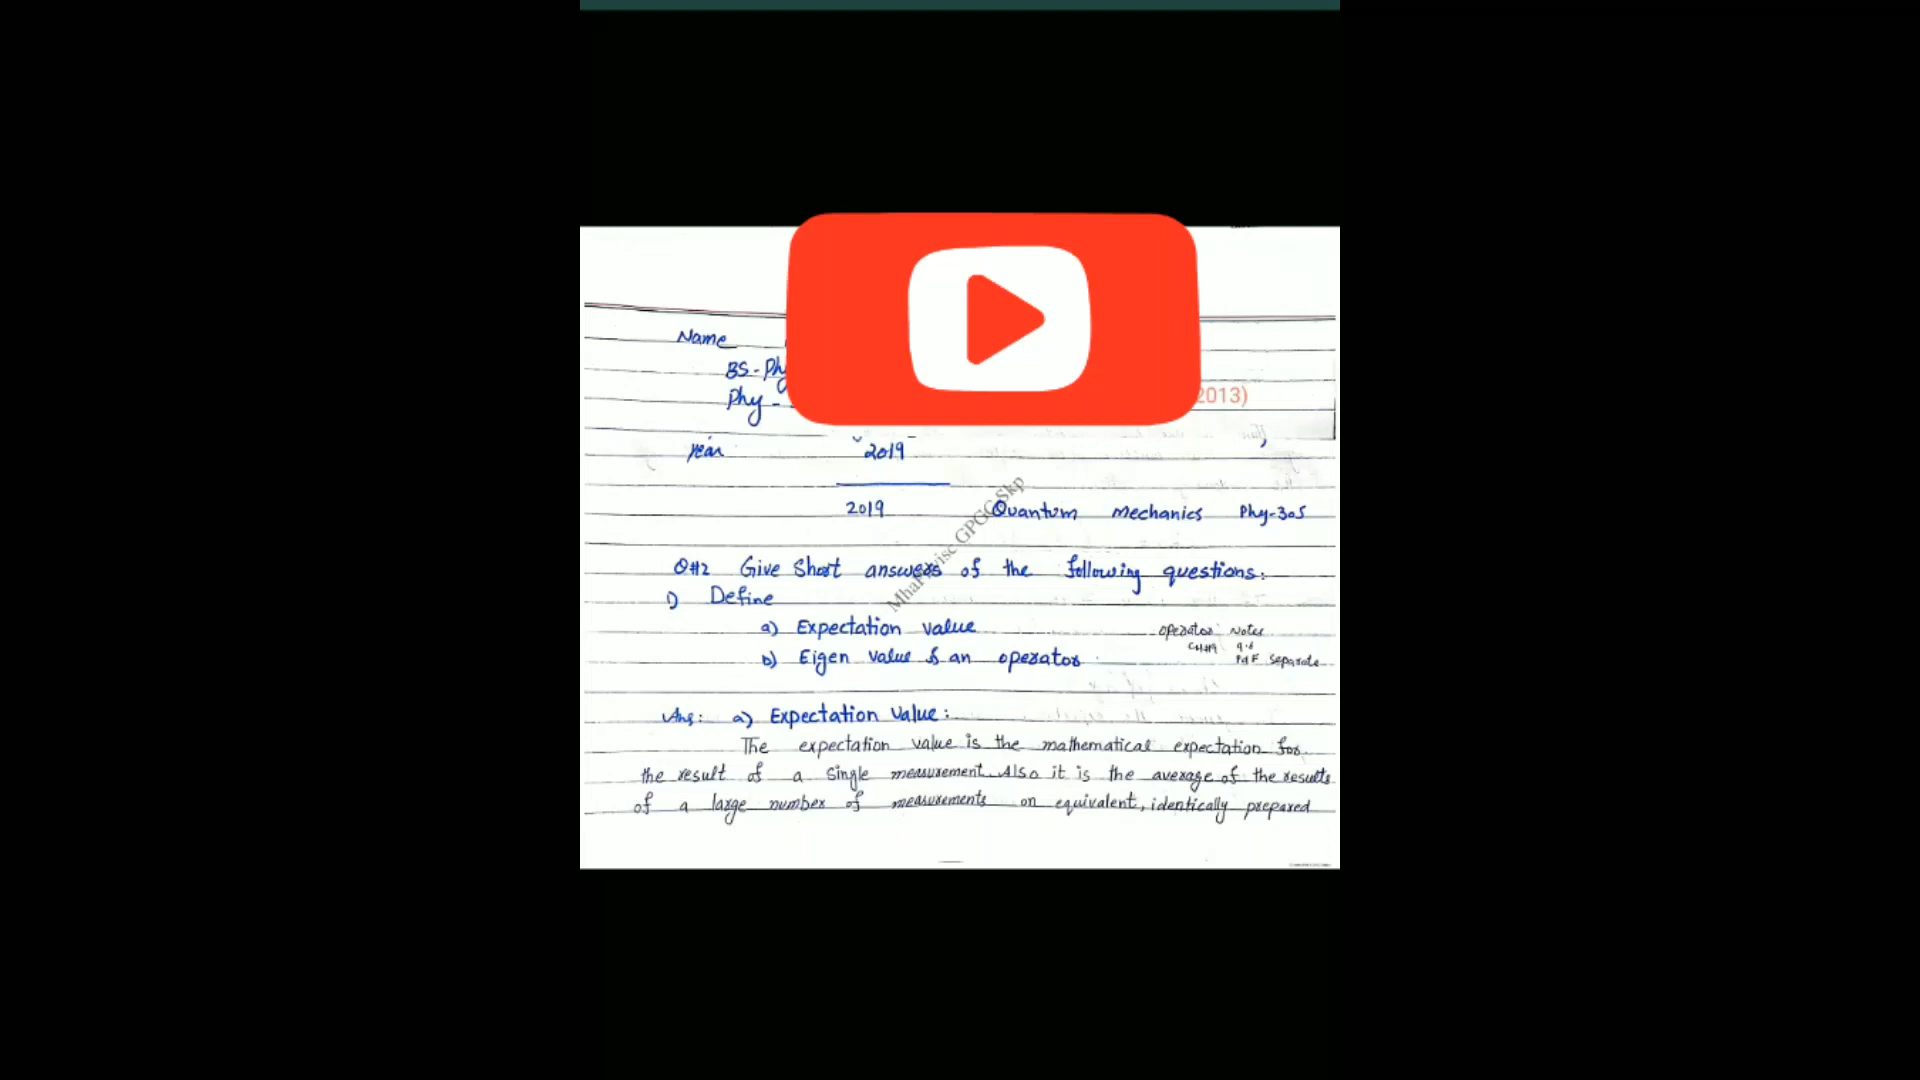 Name
BS-Phy
Phy -
2013)
year 2019
2019 Quantum mechanics Phy-305
Q#2 Give Short answers of the following questions:
1) Define
a) Expectation value
operator Notes
b) Eigen value of an operator
PdF separate
Ans: a) Expectation Value:
The expectation value is the mathematical expectation for
the result of a single measurement. Also it is the average of the results
of a large number of measurements on equivalent, identically prepared